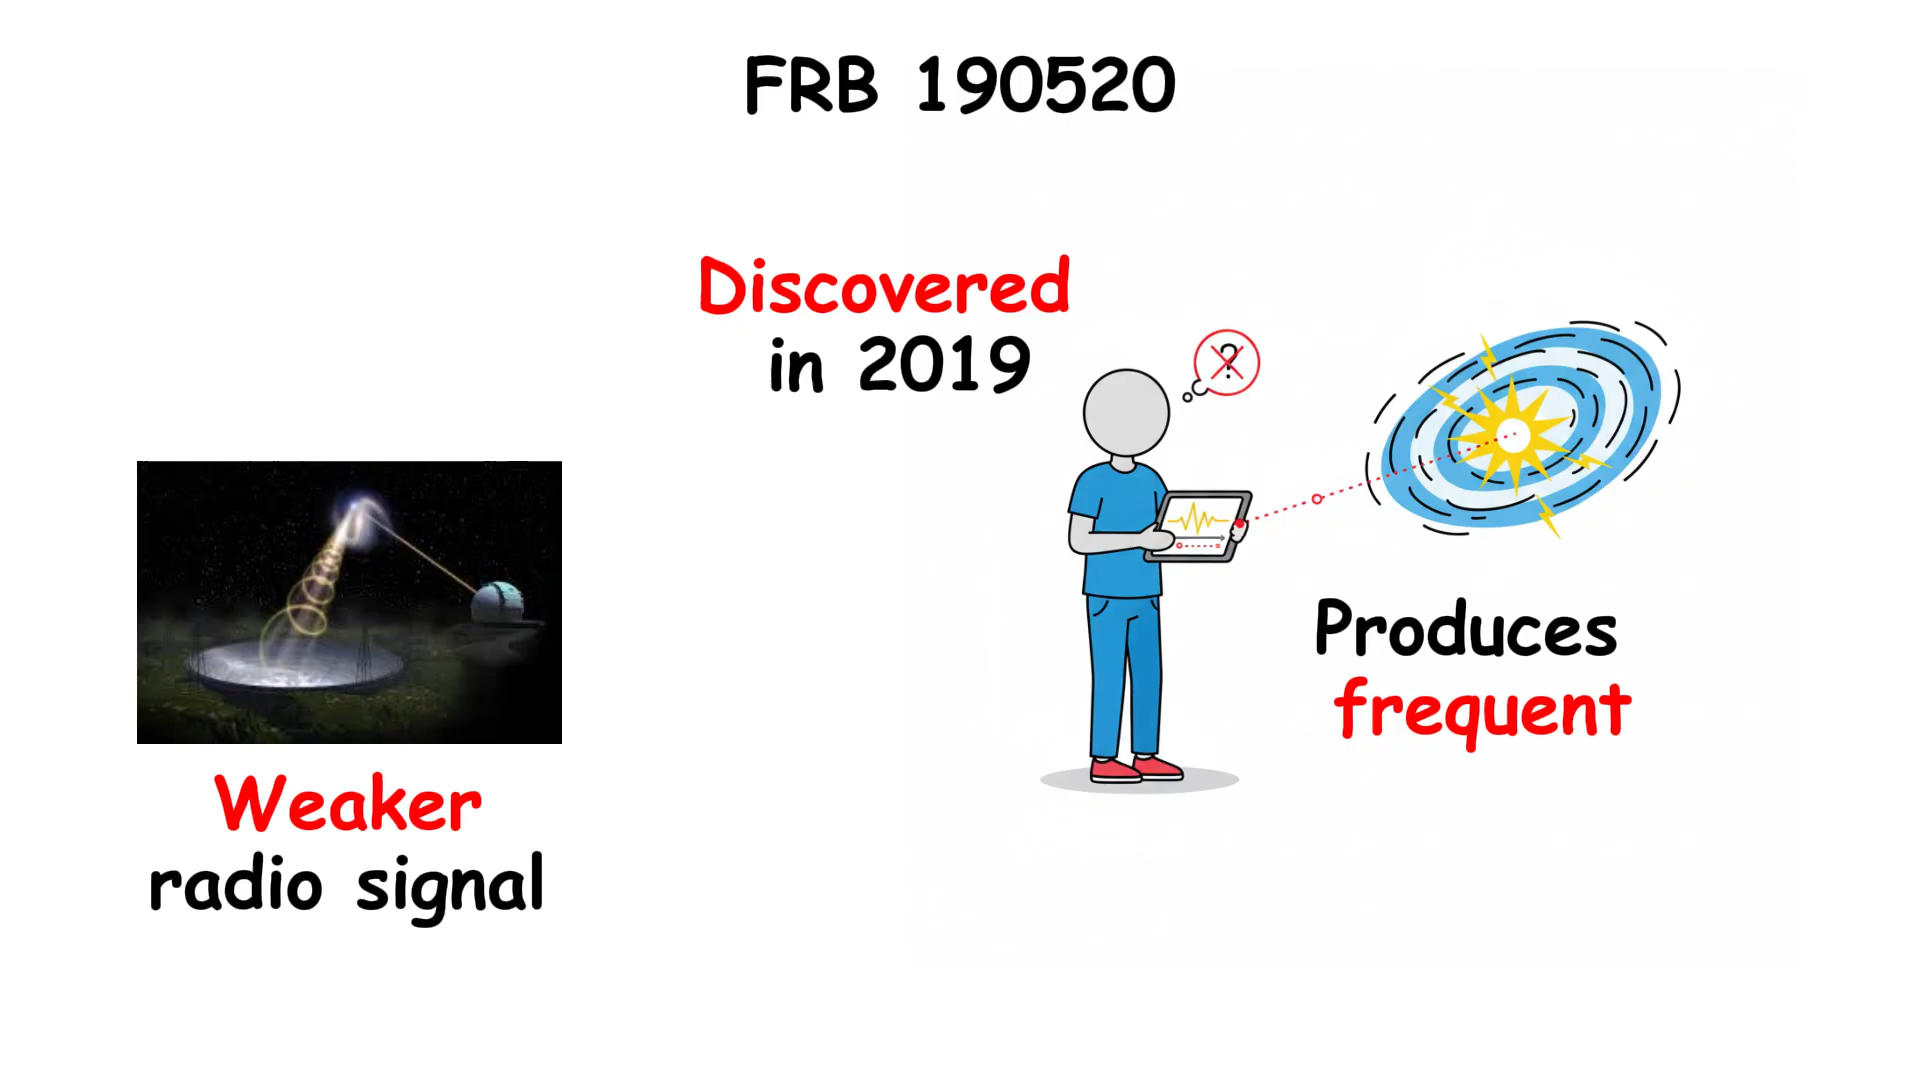 FRB 190520
Discovered
in 2019
?
Produces
frequent
Weaker
radio signal